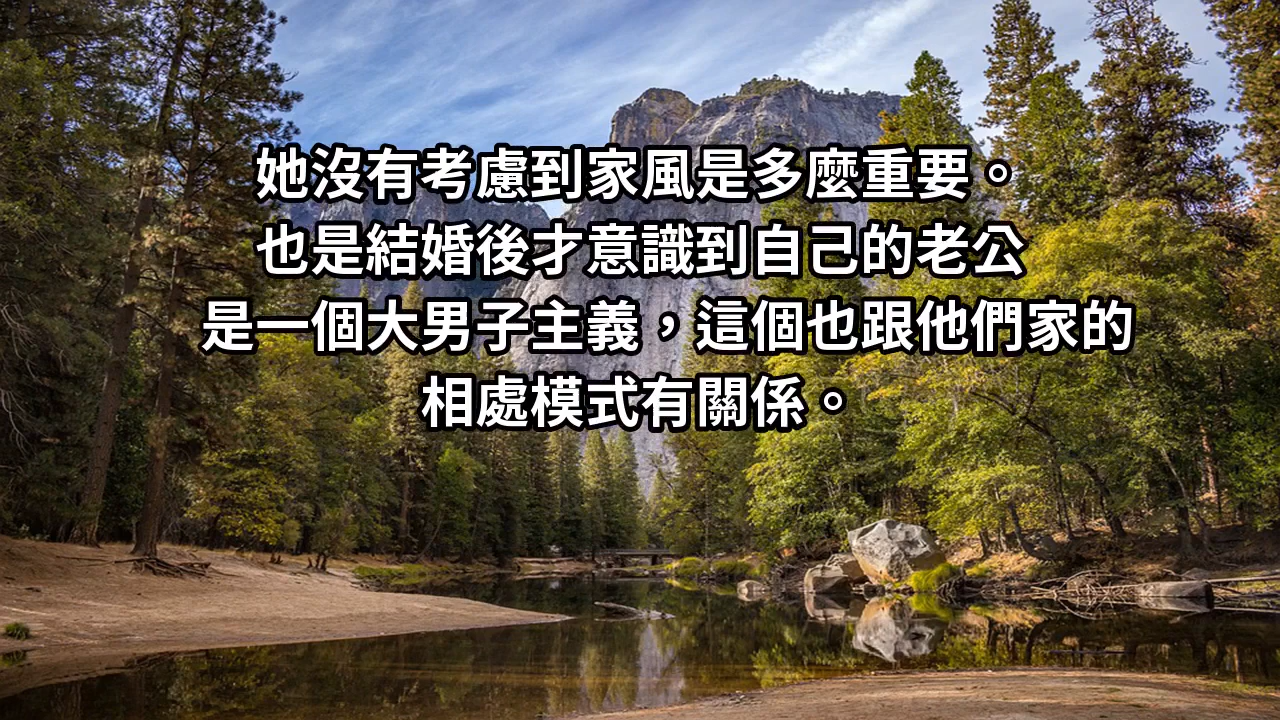 她沒有考慮到家風是多麼重要。
也是結婚後才意識到自己的老公
是一個大男子主義，這個也跟他們家的
相處模式有關係。